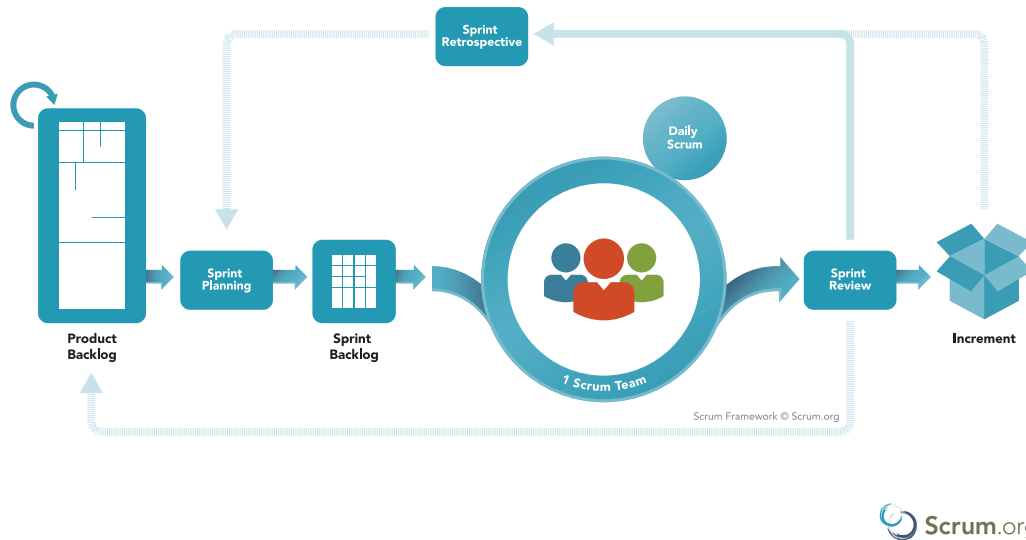 Sprint
Retrospective
Daily
Scrum
Sprint
Planning
Sprint
Review
Product
Backlog
Sprint
Backlog
Increment
1 Scrum Team
Scrum Framework © Scrum.org
Scrum.org